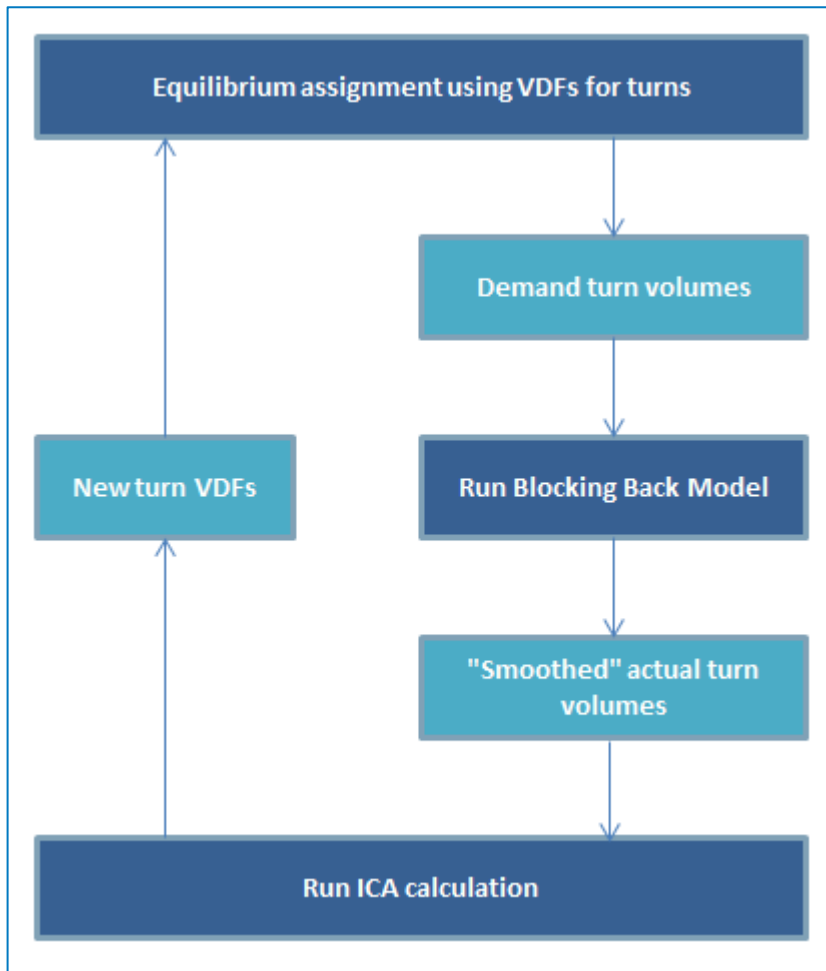 Equilibrium assignment using VDFs for turns
Demand turn volumes
New turn VDFs
Run Blocking Back Model
"Smoothed" actual turn
volumes
Run ICA calculation